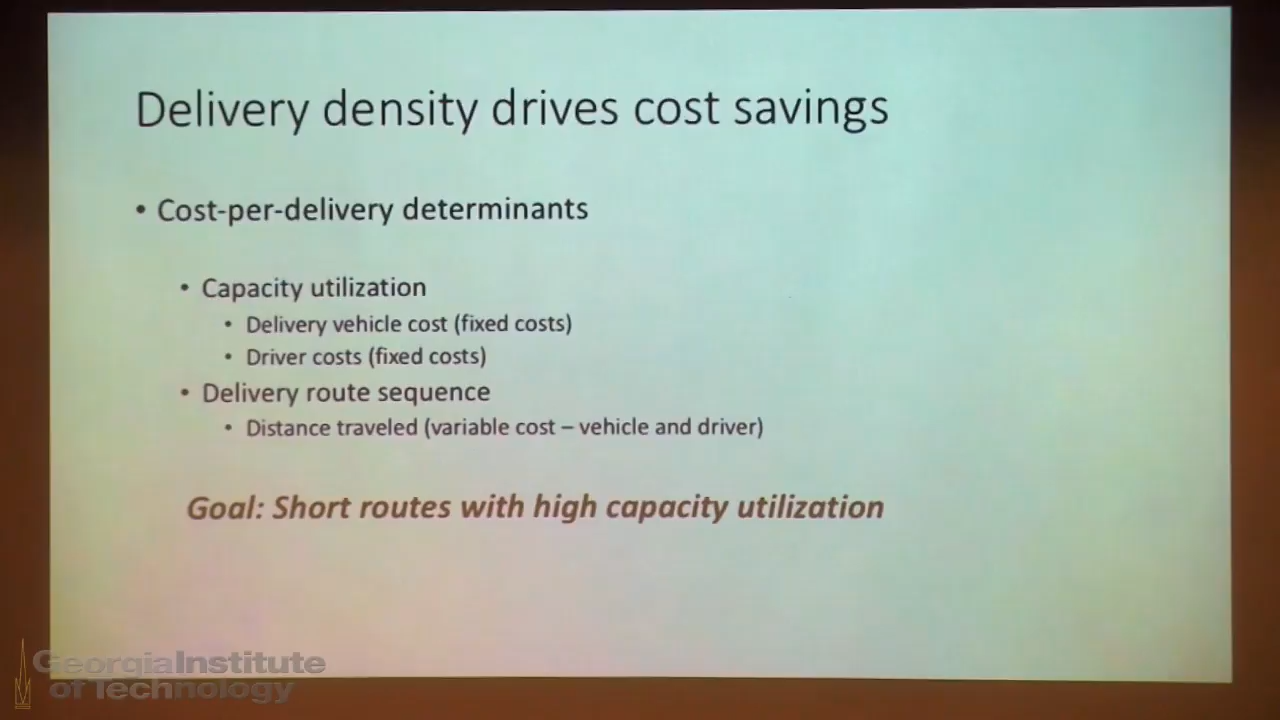 Delivery density drives cost savings
• Cost-per-delivery determinants
• Capacity utilization
• Delivery vehicle cost (fixed costs)
• Driver costs (fixed costs)
• Delivery route sequence
• Distance traveled (variable cost – vehicle and driver)
Goal: Short routes with high capacity utilization
Georgia Institute
of Technology